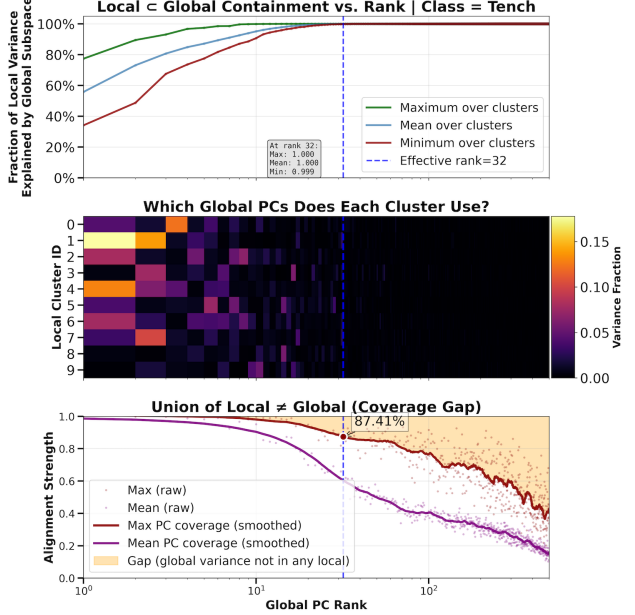 Local ⊂ Global Containment vs. Rank | Class = Tench
Fraction of Local Variance
Explained by Global Subspace
100%
80%
60%
40%
20%
0%
At rank 32:
Max: 1.000
Mean: 1.000
Min: 0.999
Maximum over clusters
Mean over clusters
Minimum over clusters
Effective rank=32
Which Global PCs Does Each Cluster Use?
Local Cluster ID
0
1
2
3
4
5
6
7
8
9
0.15
0.10
0.05
0.00
Variance Fraction
Union of Local ≠ Global (Coverage Gap)
Alignment Strength
1.0
0.8
0.6
0.4
0.2
0.0
87.41%
Max (raw)
Mean (raw)
Max PC coverage (smoothed)
Mean PC coverage (smoothed)
Gap (global variance not in any local)
10⁰
10¹
10²
Global PC Rank